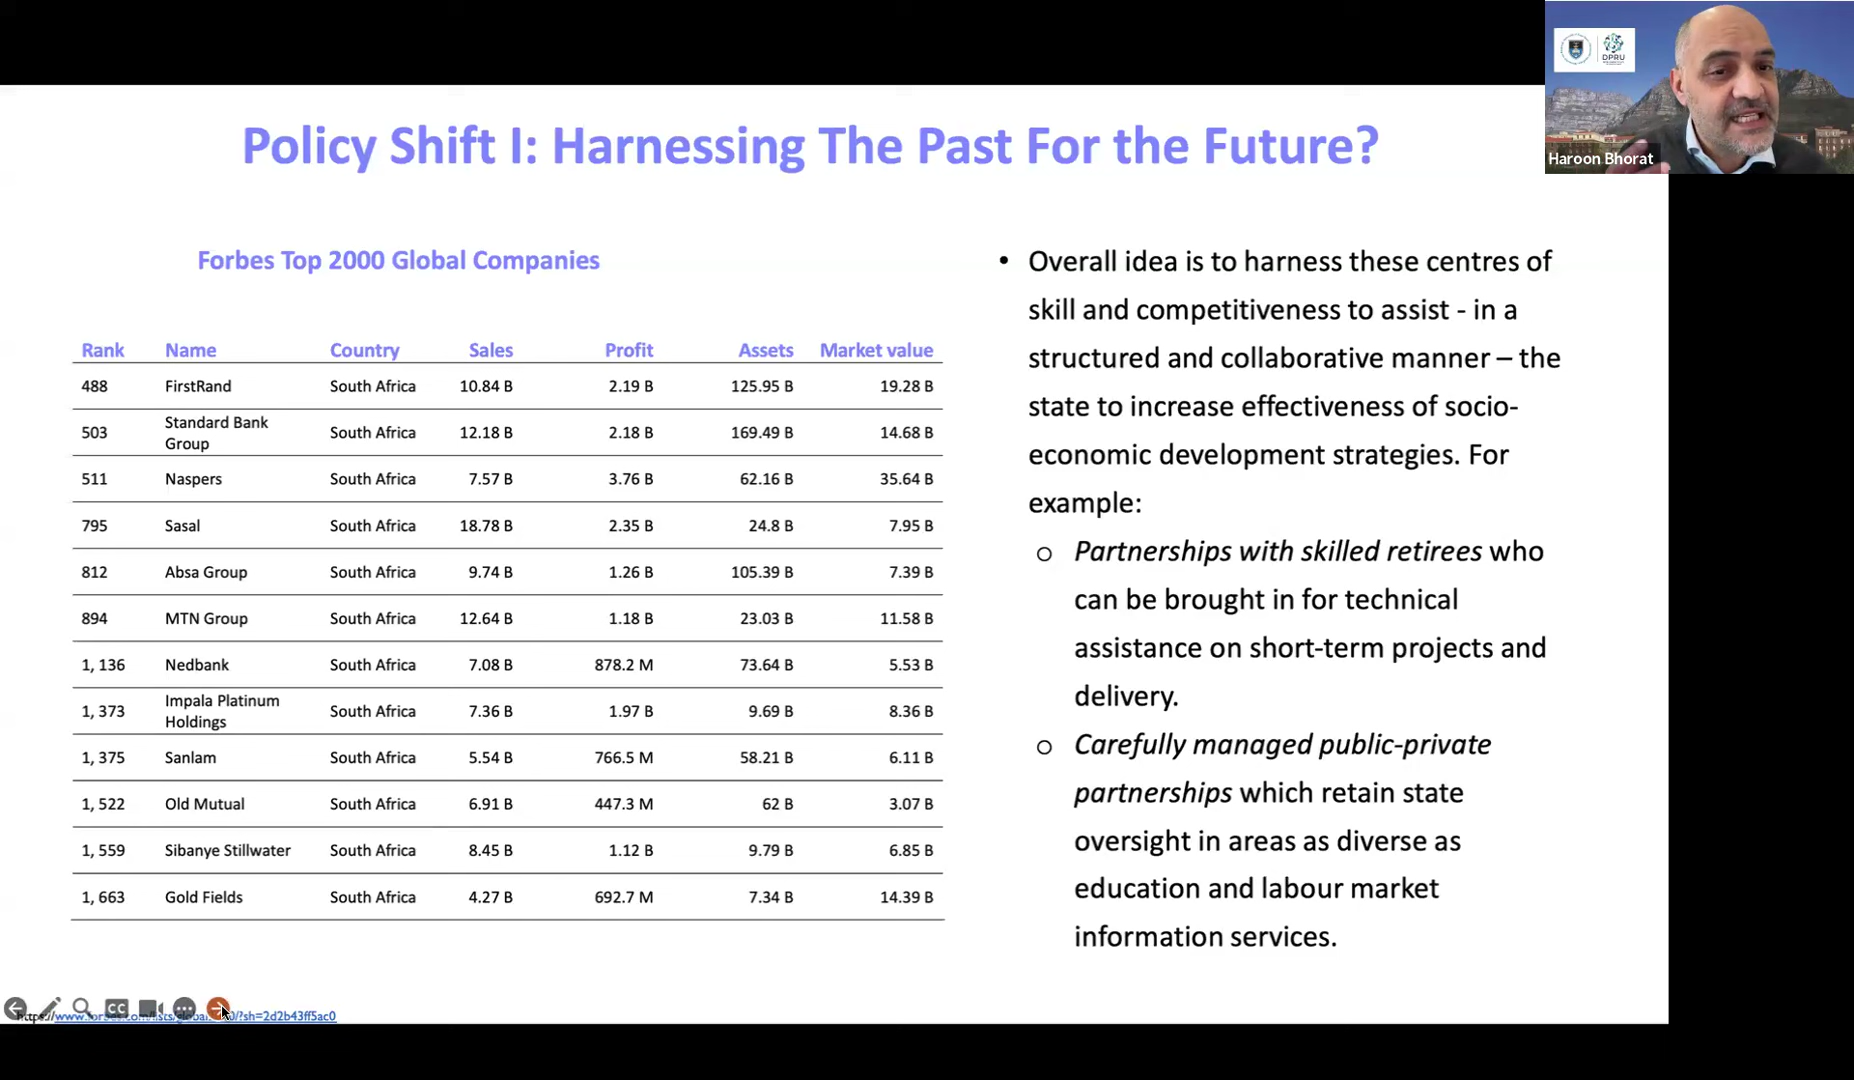 DPRU
Haroon Bhorat
Policy Shift I: Harnessing The Past For the Future?
Forbes Top 2000 Global Companies
Rank Name Country Sales Profit Assets Market value
488 FirstRand South Africa 10.84 B 2.19 B 125.95 B 19.28 B
503 Standard Bank Group South Africa 12.18 B 2.18 B 169.49 B 14.68 B
511 Naspers South Africa 7.57 B 3.76 B 62.16 B 35.64 B
795 Sasal South Africa 18.78 B 2.35 B 24.8 B 7.95 B
812 Absa Group South Africa 9.74 B 1.26 B 105.39 B 7.39 B
894 MTN Group South Africa 12.64 B 1.18 B 23.03 B 11.58 B
1, 136 Nedbank South Africa 7.08 B 878.2 M 73.64 B 5.53 B
1, 373 Impala Platinum Holdings South Africa 7.36 B 1.97 B 9.69 B 8.36 B
1, 375 Sanlam South Africa 5.54 B 766.5 M 58.21 B 6.11 B
1, 522 Old Mutual South Africa 6.91 B 447.3 M 62 B 3.07 B
1, 559 Sibanye Stillwater South Africa 8.45 B 1.12 B 9.79 B 6.85 B
1, 663 Gold Fields South Africa 4.27 B 692.7 M 7.34 B 14.39 B
• Overall idea is to harness these centres of
skill and competitiveness to assist - in a
structured and collaborative manner – the
state to increase effectiveness of socio-
economic development strategies. For
example:
o Partnerships with skilled retirees who
can be brought in for technical
assistance on short-term projects and
delivery.
o Carefully managed public-private
partnerships which retain state
oversight in areas as diverse as
education and labour market
information services.
CC